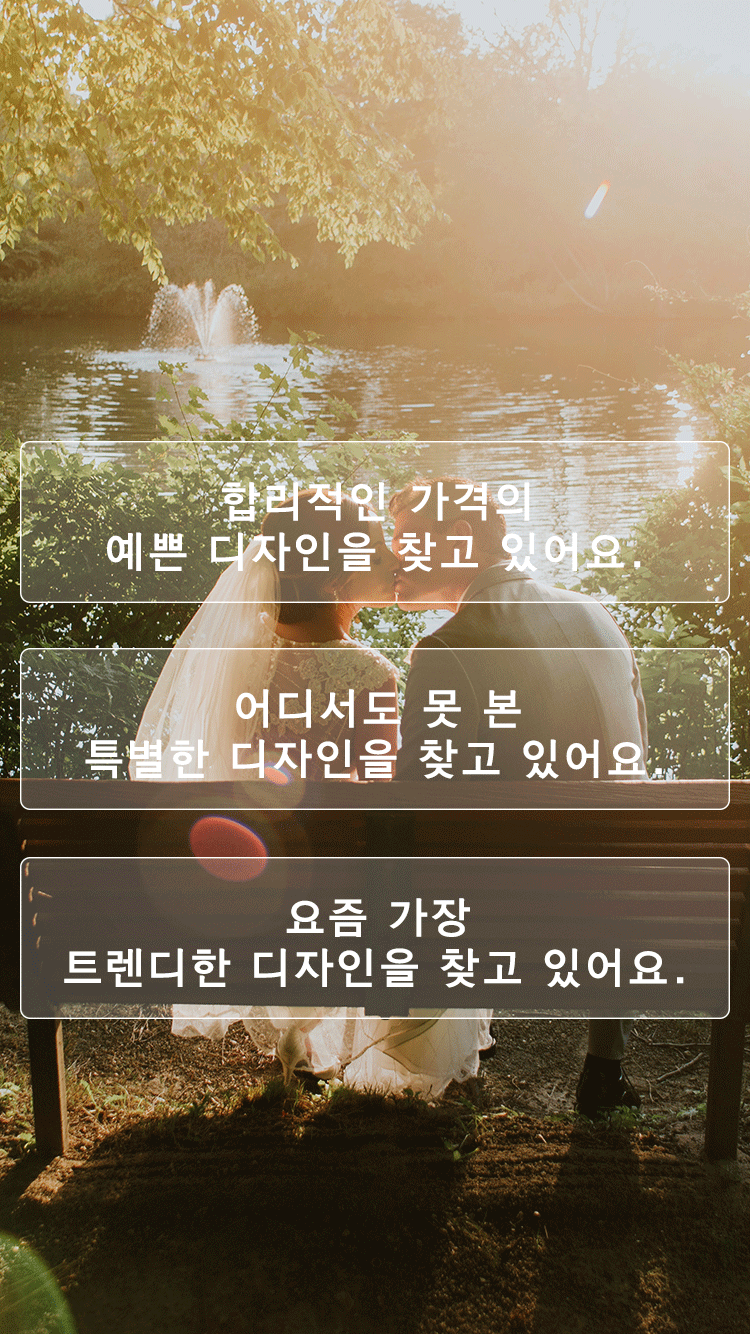 합리적인 가격의
예쁜 디자인을 찾고 있어요.
어디서도 못 본
특별한 디자인을 찾고 있어요.
요즘 가장
트렌디한 디자인을 찾고 있어요.